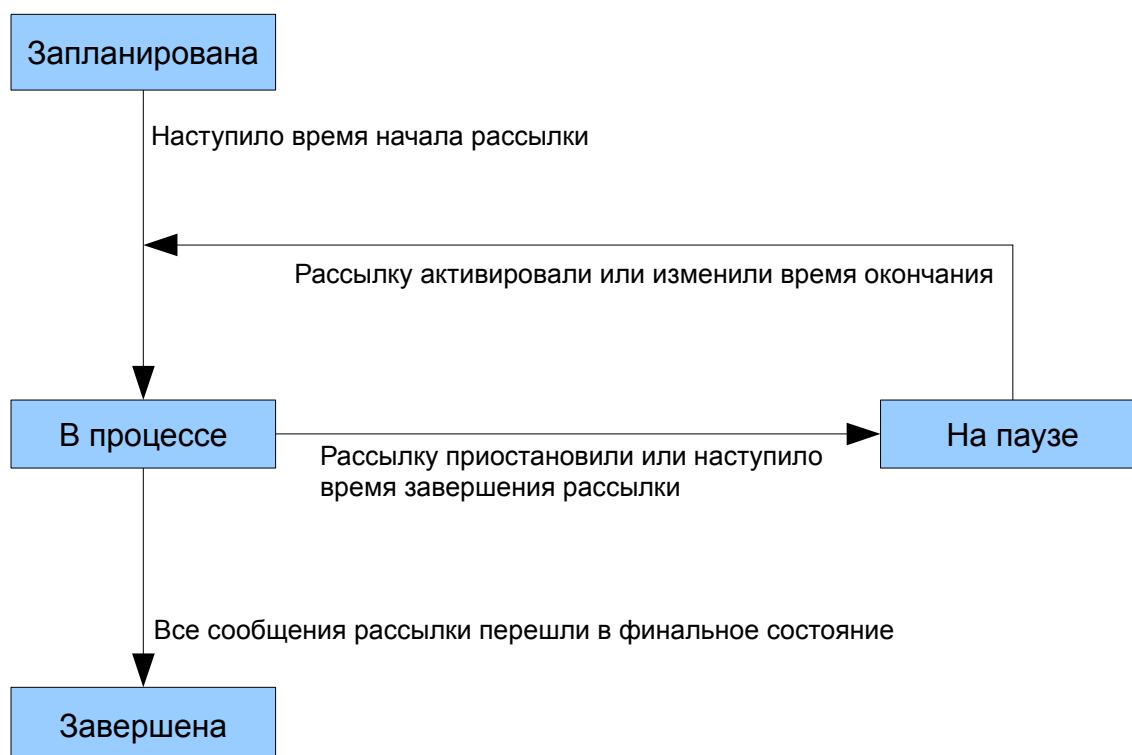 Запланирована
Наступило время начала рассылки
Рассылку активировали или изменили время окончания
В процессе
На паузе
Рассылку приостановили или наступило
время завершения рассылки
Все сообщения рассылки перешли в финальное состояние
Завершена